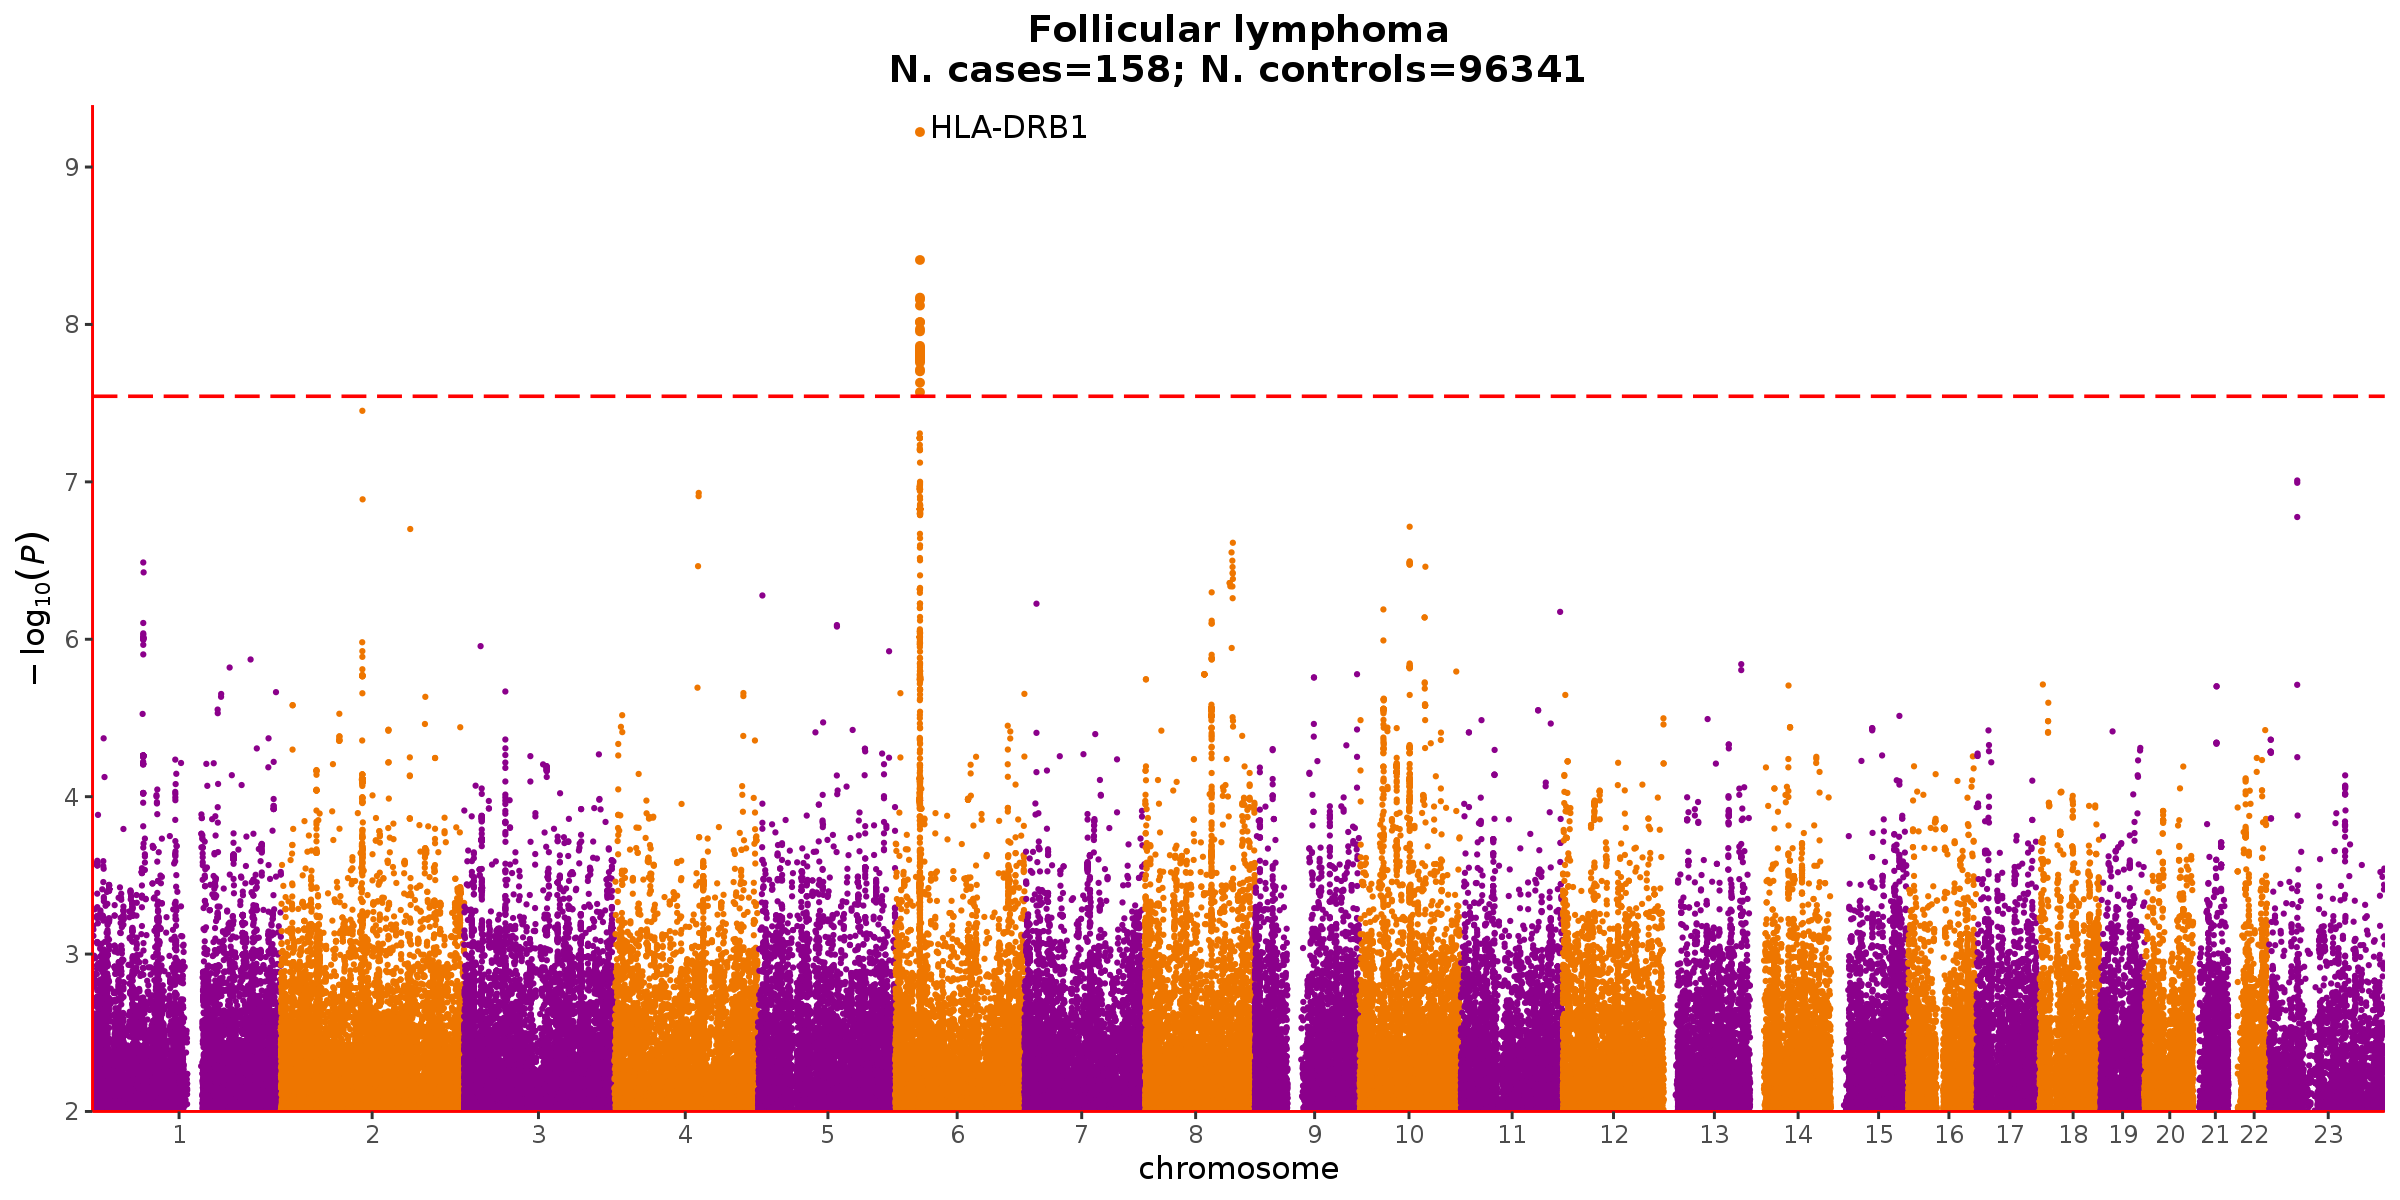 Follicular lymphoma
N. cases=158; N. controls=96341
HLA-DRB1
9
8
7
6
5
4
3
2
−log10(P)
1 2 3 4 5 6 7 8 9 10 11 12 13 14 15 16 17 18 19 20 21 22 23
chromosome